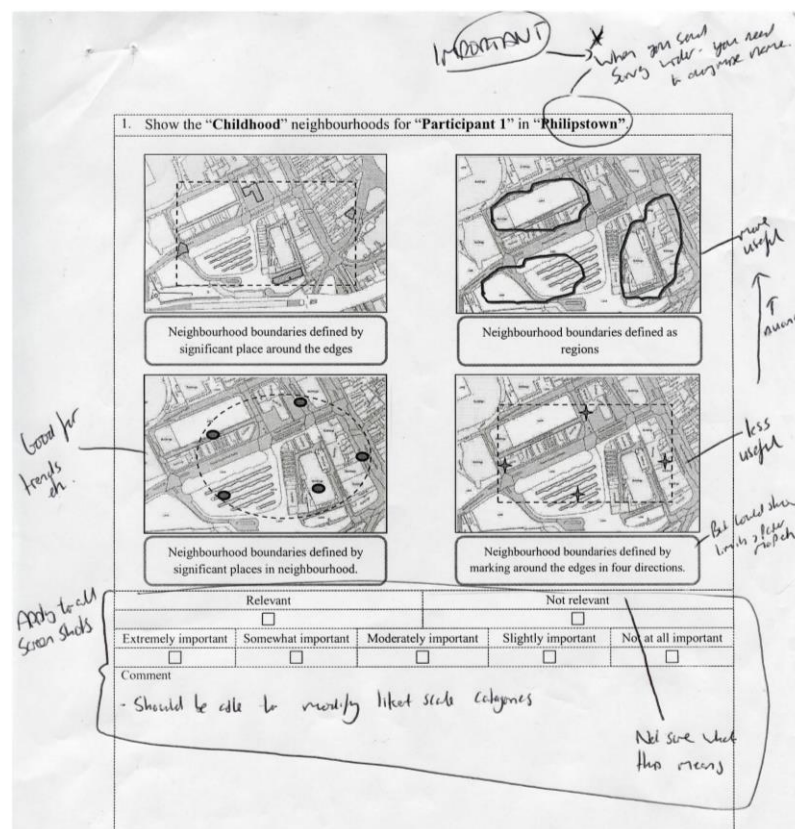 IMPORTANT
When you send
survey wider. you need
to name.
1. Show the “Childhood” neighbourhoods for “Participant 1” in “Philipstown”.
more
useful
Neighbourhood boundaries defined by
significant place around the edges
Neighbourhood boundaries defined as
regions
Good for
trends
less
useful
But
Neighbourhood boundaries defined by
significant places in neighbourhood.
Neighbourhood boundaries defined by
marking around the edges in four directions.
Apply to all
Screen shots
Relevant
Not relevant
Extremely important
Somewhat important
Moderately important
Slightly important
Not at all important
Comment
- Should be able to modify likert scale categories
Not sure what
this means